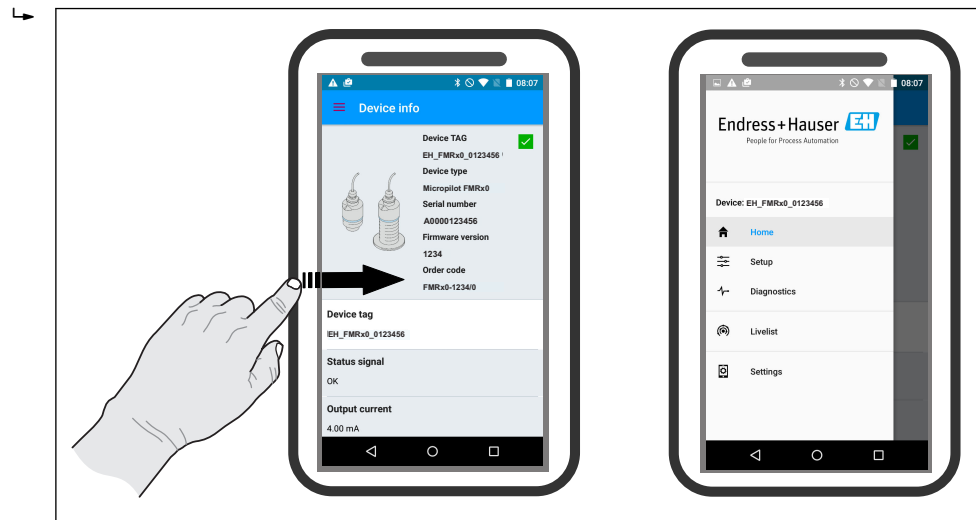 08:07
Device info
Device TAG
EH_FMRx0_0123456
Device type
Micropilot FMRx0
Serial number
A0000123456
Firmware version
1234
Order code
FMRx0-1234/0
Device tag
EH_FMRx0_0123456
Status signal
OK
Output current
4.00 mA
08:07
Endress+Hauser EH
People for Process Automation
Device: EH_FMRx0_0123456
Home
Setup
Diagnostics
Livelist
Settings